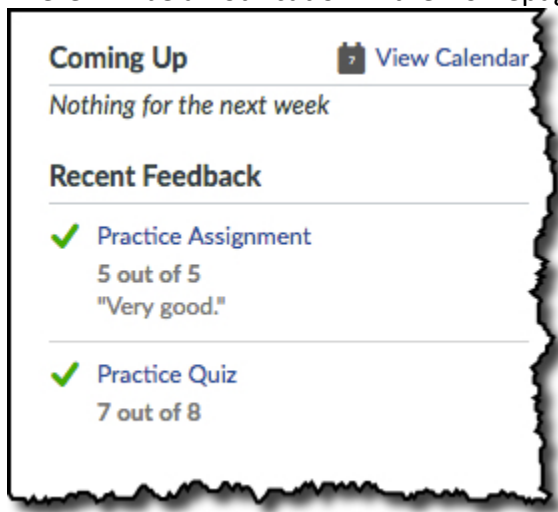 Coming Up
7 View Calendar
Nothing for the next week
Recent Feedback
Practice Assignment
5 out of 5
"Very good."
Practice Quiz
7 out of 8